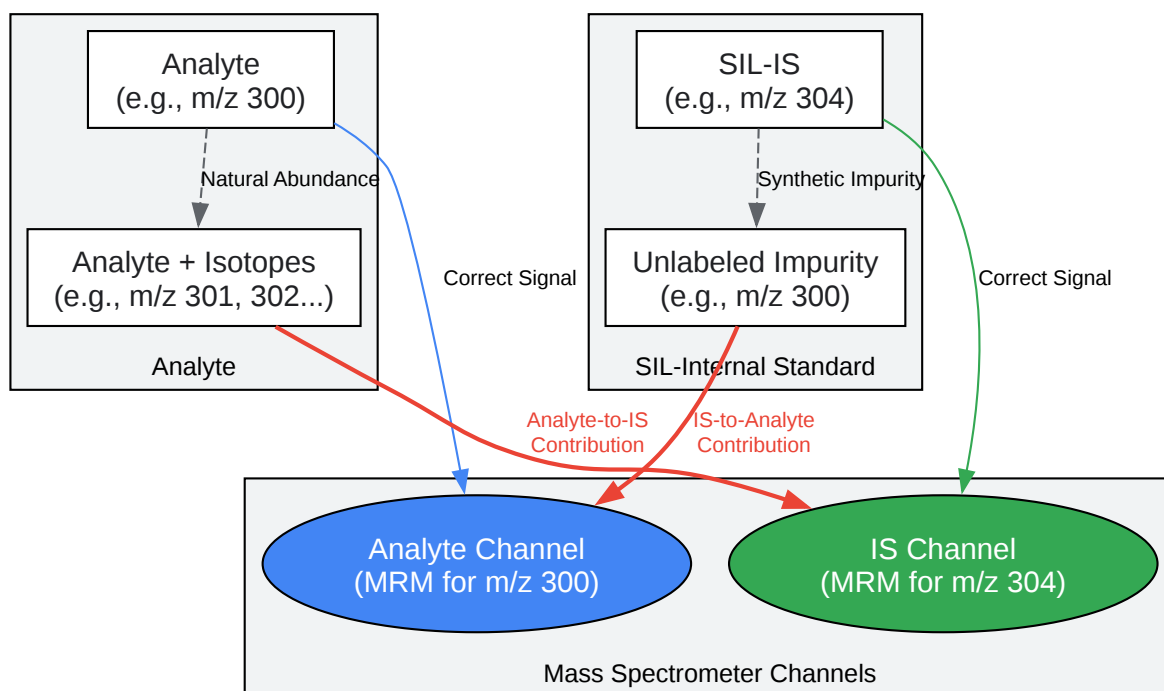 Analyte
(e.g., m/z 300)
SIL-IS
(e.g., m/z 304)
Natural Abundance
Synthetic Impurity
Analyte + Isotopes
(e.g., m/z 301, 302...)
Correct Signal
Unlabeled Impurity
(e.g., m/z 300)
Correct Signal
Analyte
SIL-Internal Standard
Analyte-to-IS
Contribution
IS-to-Analyte
Contribution
Analyte Channel
(MRM for m/z 300)
IS Channel
(MRM for m/z 304)
Mass Spectrometer Channels